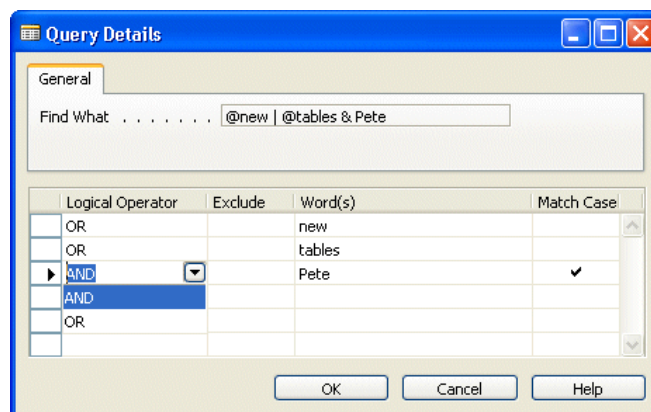 Query Details
General
Find What . . . . . . . @new | @tables & Pete
Logical Operator Exclude Word(s) Match Case
OR new
OR tables
AND Pete
AND
OR
OK Cancel Help